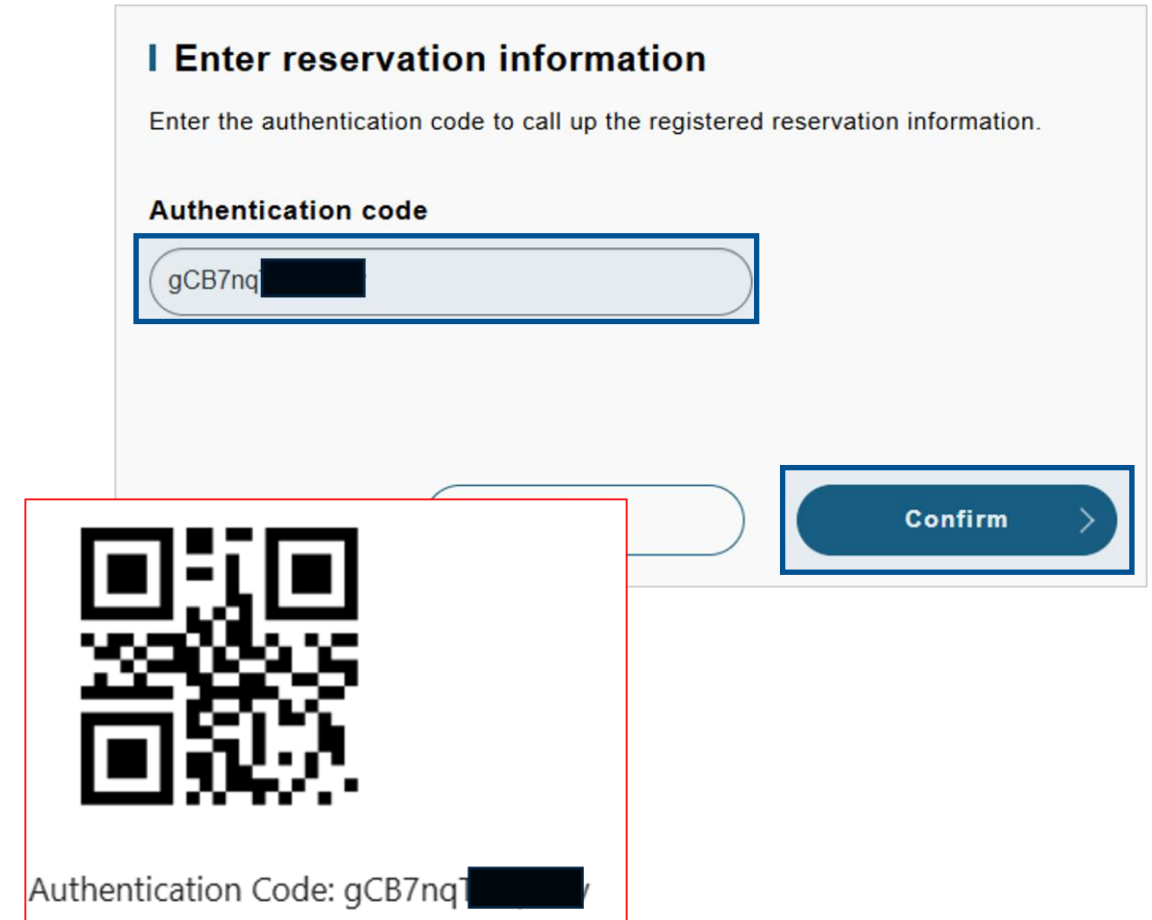 Enter reservation information
Enter the authentication code to call up the registered reservation information.
Authentication code
gCB7nq
Confirm
Authentication Code: gCB7nq